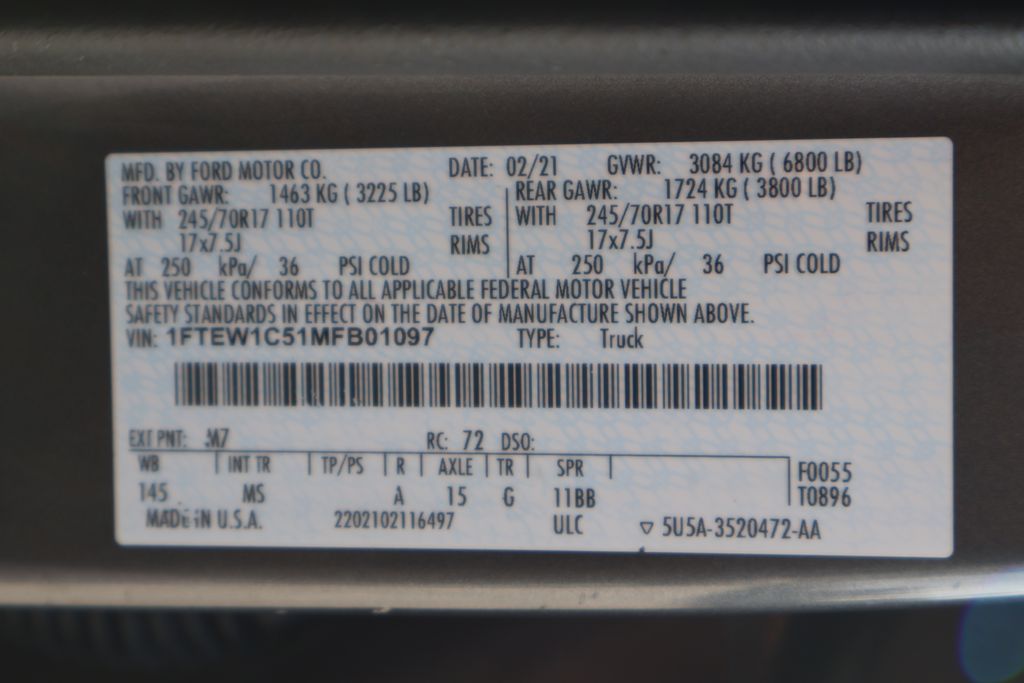 MFD. BY FORD MOTOR CO. DATE: 02/21 GVWR: 3084 KG ( 6800 LB)
FRONT GAWR: 1463 KG ( 3225 LB) REAR GAWR: 1724 KG ( 3800 LB)
WITH 245/70R17 110T TIRES WITH 245/70R17 110T TIRES
17x7.5J RIMS 17x7.5J RIMS
AT 250 kPa/ 36 PSI COLD AT 250 kPa/ 36 PSI COLD
THIS VEHICLE CONFORMS TO ALL APPLICABLE FEDERAL MOTOR VEHICLE
SAFETY STANDARDS IN EFFECT ON THE DATE OF MANUFACTURE SHOWN ABOVE.
VIN: 1FTEW1C51MFB01097 TYPE: Truck
EXT PNT: M7 RC: 72 DSO:
WB INT TR TP/PS R AXLE TR SPR F0055
145 MS A 15 G 11BB T0896
MADE IN U.S.A. 2202102116497 ULC ▽ 5U5A-3520472-AA